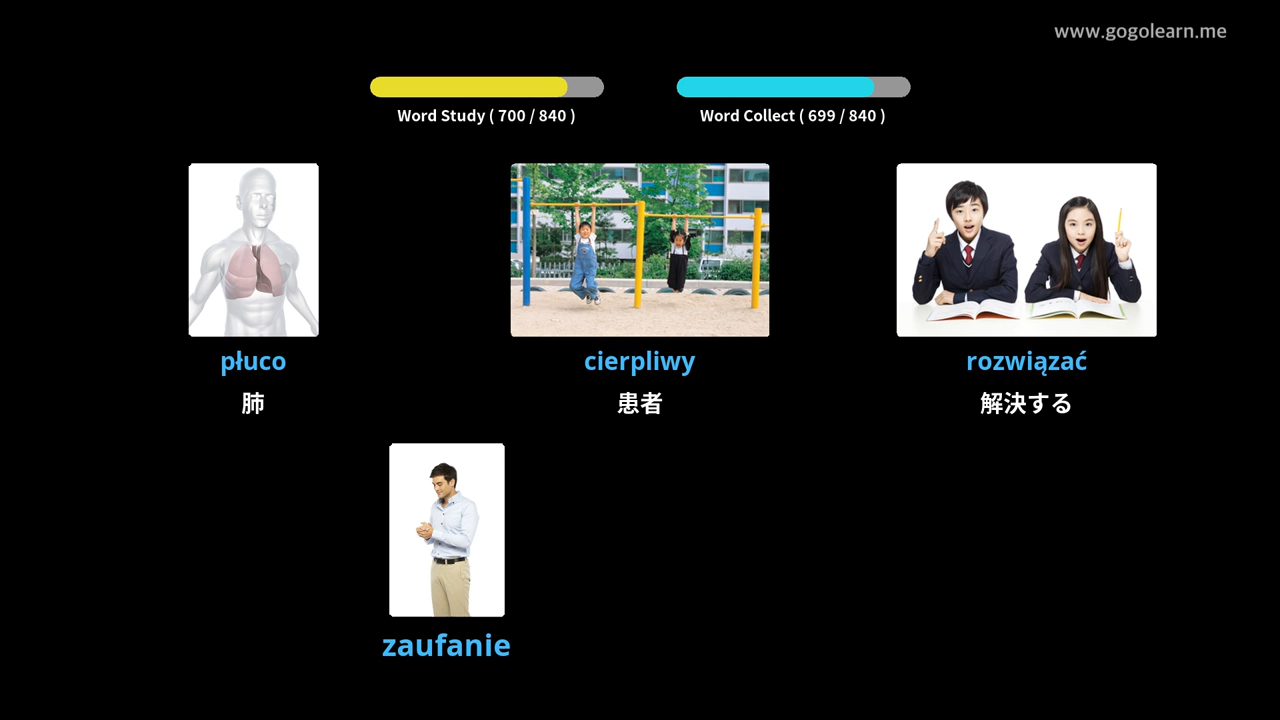 www.gogolearn.me
Word Study ( 700 / 840 )
Word Collect ( 699 / 840 )
płuco
cierpliwy
rozwiązać
肺
患者
解決する
zaufanie